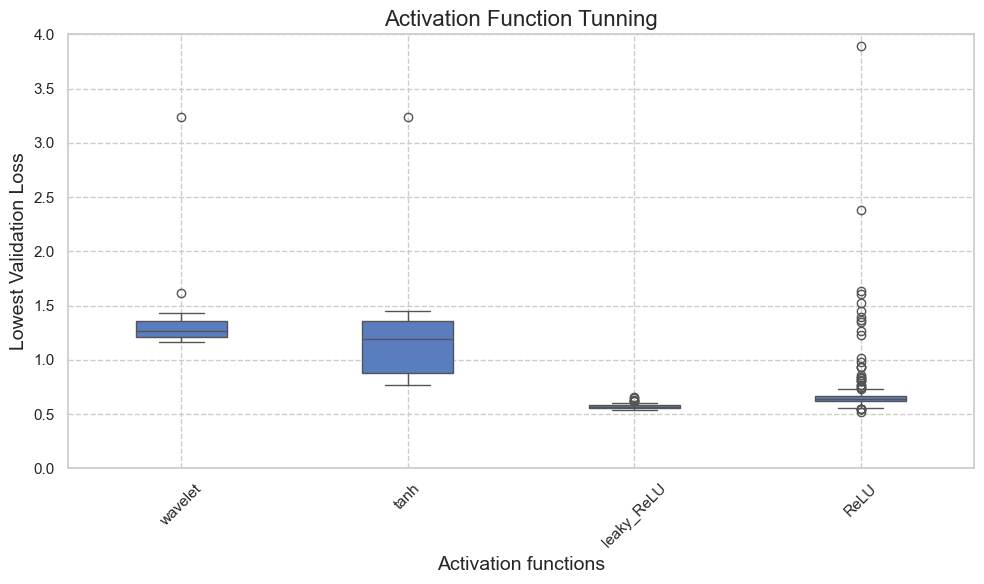 Activation Function Tunning
Lowest Validation Loss
4.0
3.5
3.0
2.5
2.0
1.5
1.0
0.5
0.0
wavelet
tanh
leaky_ReLU
ReLU
Activation functions